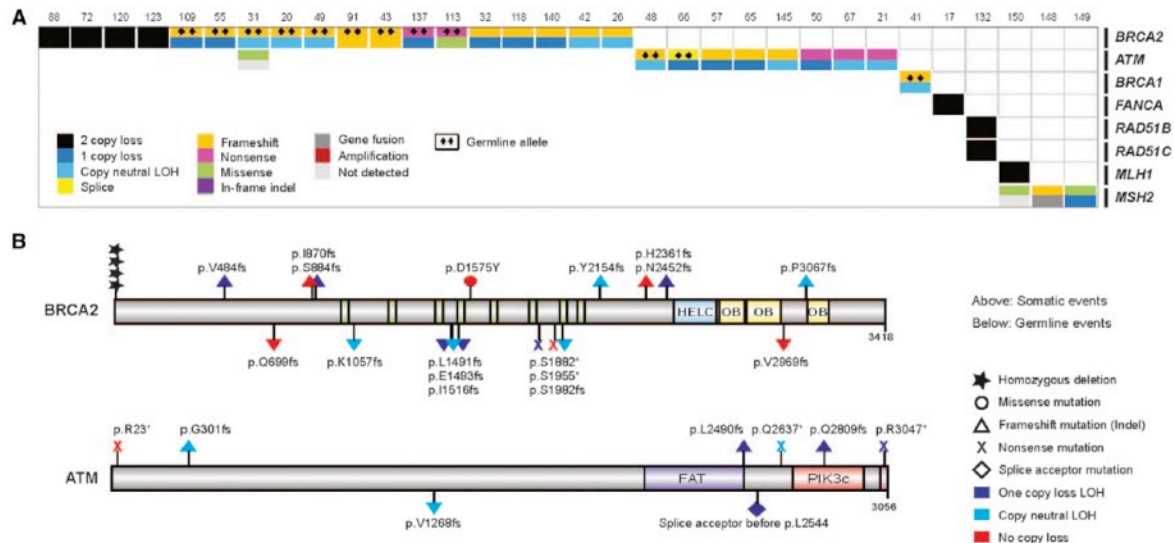 A
88 72 120 123 109 55 31 20 49 91 43 137 113 32 118 140 42 26 48 66 57 65 145 50 67 21 41 17 132 150 148 149
BRCA2
ATM
BRCA1
FANCA
RAD51B
RAD51C
MLH1
MSH2
2 copy loss
1 copy loss
Copy neutral LOH
Splice
Frameshift
Nonsense
Missense
In-frame indel
Gene fusion
Amplification
Not detected
Germline allele
B
p.V484fs
p.I870fs
p.S884fs
p.D1575Y
p.Y2154fs
p.H2361fs
p.N2452fs
p.P3067fs
BRCA2
HELC OB OB OB
3418
p.Q699fs
p.K1057fs
p.L1491fs
p.E1493fs
p.I1516fs
p.S1882*
p.S1955*
p.S1982fs
p.V2969fs
p.R23*
p.G301fs
p.L2490fs
p.Q2637*
p.Q2809fs
p.R3047*
ATM
FAT
PIK3c
3056
p.V1268fs
Splice acceptor before p.L2544
Above: Somatic events
Below: Germline events
Homozygous deletion
Missense mutation
Frameshift mutation (Indel)
Nonsense mutation
Splice acceptor mutation
One copy loss LOH
Copy neutral LOH
No copy loss